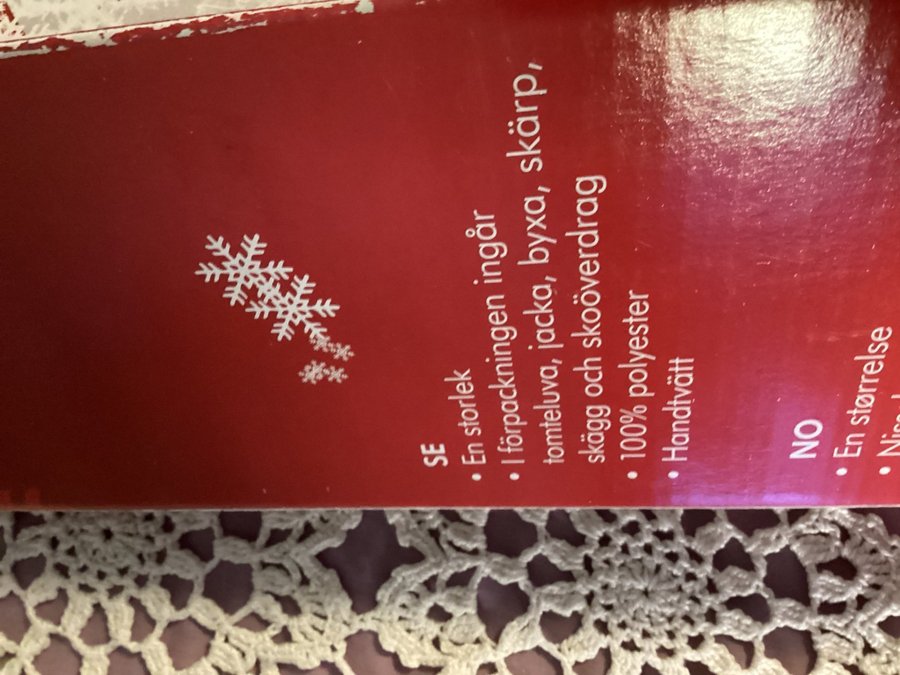 SE
• En storlek
• I förpackningen ingår
tomteluva, jacka, byxa, skärp,
skägg och skoöverdrag
• 100% polyester
• Handtvätt
NO
• En størrelse
•